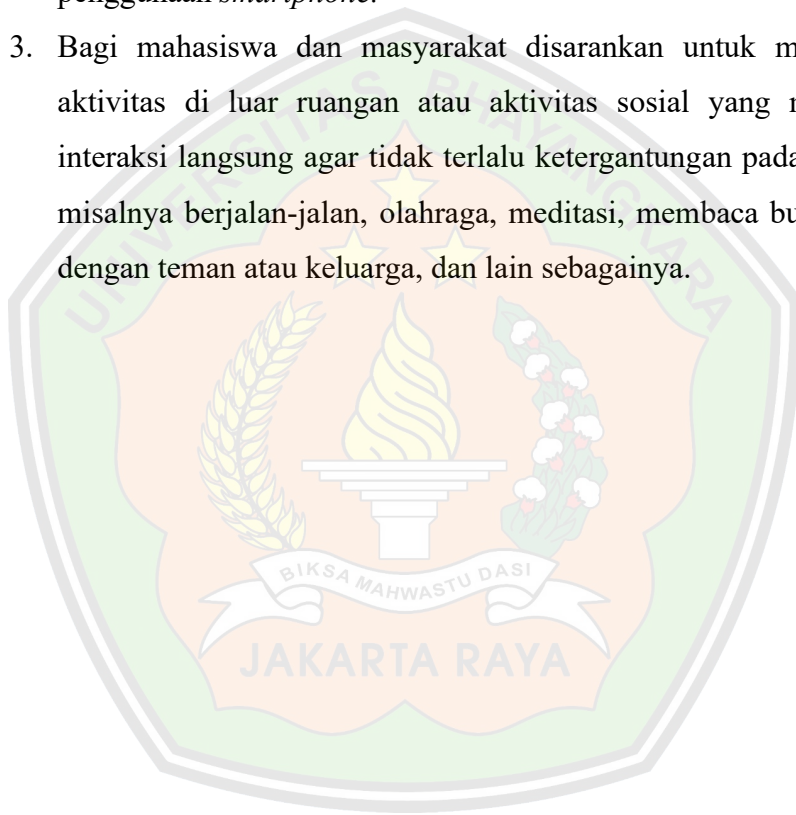 penggunaan smartphone.
3. Bagi mahasiswa dan masyarakat disarankan untuk m
aktivitas di luar ruangan atau aktivitas sosial yang
interaksi langsung agar tidak terlalu ketergantungan pada
misalnya berjalan-jalan, olahraga, meditasi, membaca bu
dengan teman atau keluarga, dan lain sebagainya.
UNIVERSITAS BHAYANGKARA
BIKSA MAHWASTU DASI
JAKARTA RAYA